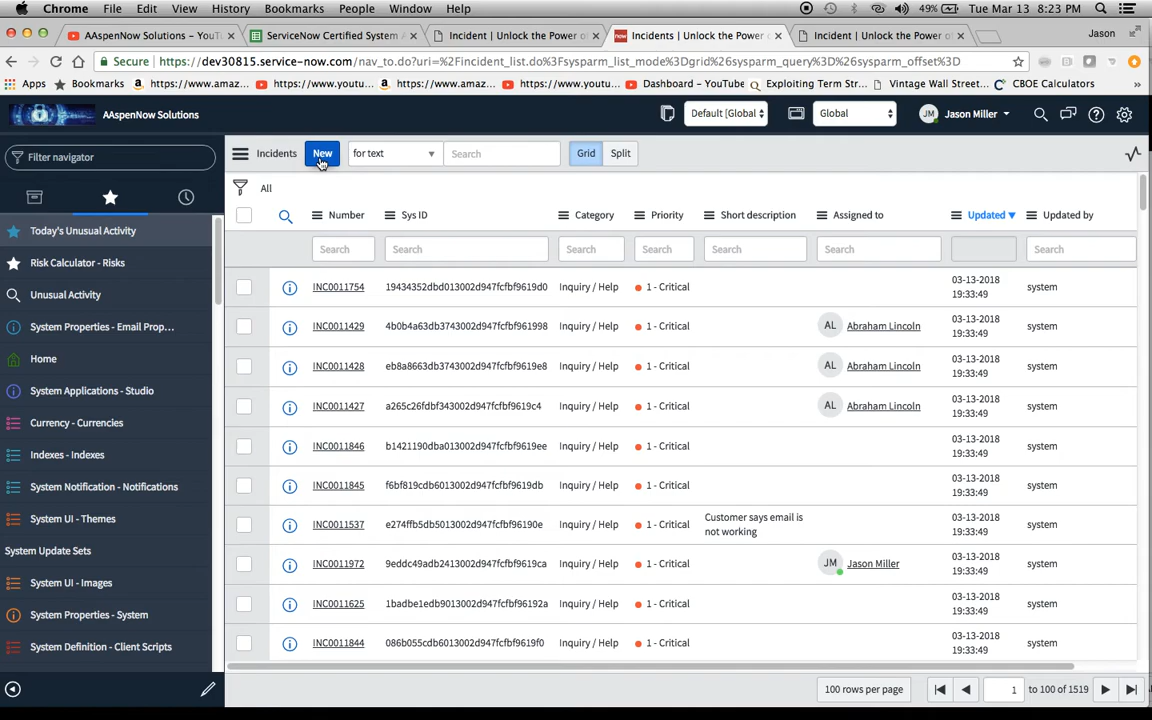 Chrome File Edit View History Bookmarks People Window Help 49% Tue Mar 13 8:23 PM
AAspenNow Solutions – YouT
ServiceNow Certified System A
Incident | Unlock the Power of
Incidents | Unlock the Power o
Incident | Unlock the Power of
Jason
Secure https://dev30815.service-now.com/nav_to.do?uri=%2Fincident_list.do%3Fsysparm_list_mode%3Dgrid%26sysparm_query%3D%26sysparm_offset%3D
Apps Bookmarks https://www.amaz... https://www.youtu... https://www.amaz... https://www.youtu... Dashboard – YouTu Exploiting Term Str... Vintage Wall Street... CBOE Calculators »
AAspenNow Solutions
Default [Global
Global
JM Jason Miller
Filter navigator
Incidents New for text Search Grid Split
All
Number Sys ID Category Priority Short description Assigned to Updated Updated by
Search Search Search Search Search Search Search
Today's Unusual Activity
Risk Calculator - Risks
Unusual Activity
System Properties - Email Prop...
Home
System Applications - Studio
Currency - Currencies
Indexes - Indexes
System Notification - Notifications
System UI - Themes
System Update Sets
System UI - Images
System Properties - System
System Definition - Client Scripts
INC0011754 19434352dbd013002d947fcfbf9619d0 Inquiry / Help 1 - Critical 03-13-2018 19:33:49 system
INC0011429 4b0b4a63db3743002d947fcfbf961998 Inquiry / Help 1 - Critical AL Abraham Lincoln 03-13-2018 19:33:49 system
INC0011428 eb8a8663db3743002d947fcfbf9619e8 Inquiry / Help 1 - Critical AL Abraham Lincoln 03-13-2018 19:33:49 system
INC0011427 a265c26fdbf343002d947fcfbf9619c4 Inquiry / Help 1 - Critical AL Abraham Lincoln 03-13-2018 19:33:49 system
INC0011846 b1421190dba013002d947fcfbf9619ee Inquiry / Help 1 - Critical 03-13-2018 19:33:49 system
INC0011845 f6bf819cdb6013002d947fcfbf9619db Inquiry / Help 1 - Critical 03-13-2018 19:33:49 system
INC0011537 e274ffb5db5013002d947fcfbf96190e Inquiry / Help 1 - Critical Customer says email is not working 03-13-2018 19:33:49 system
INC0011972 9eddc49adb2413002d947fcfbf9619ca Inquiry / Help 1 - Critical JM Jason Miller 03-13-2018 19:33:49 system
INC0011625 1badbe1edb9013002d947fcfbf96192a Inquiry / Help 1 - Critical 03-13-2018 19:33:49 system
INC0011844 086b055cdb6013002d947fcfbf9619f0 Inquiry / Help 1 - Critical 03-13-2018 19:33:49 system
100 rows per page 1 to 100 of 1519